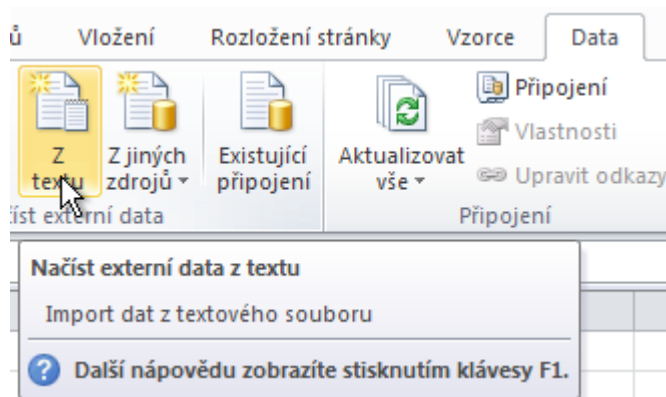 ů Vložení Rozložení stránky Vzorce Data
Z textu
Z jiných zdrojů
Existující připojení
Aktualizovat vše
Připojení
Vlastnosti
Upravit odkazy
íst externí data
Připojení
Načíst externí data z textu
Import dat z textového souboru
Další nápovědu zobrazíte stisknutím klávesy F1.